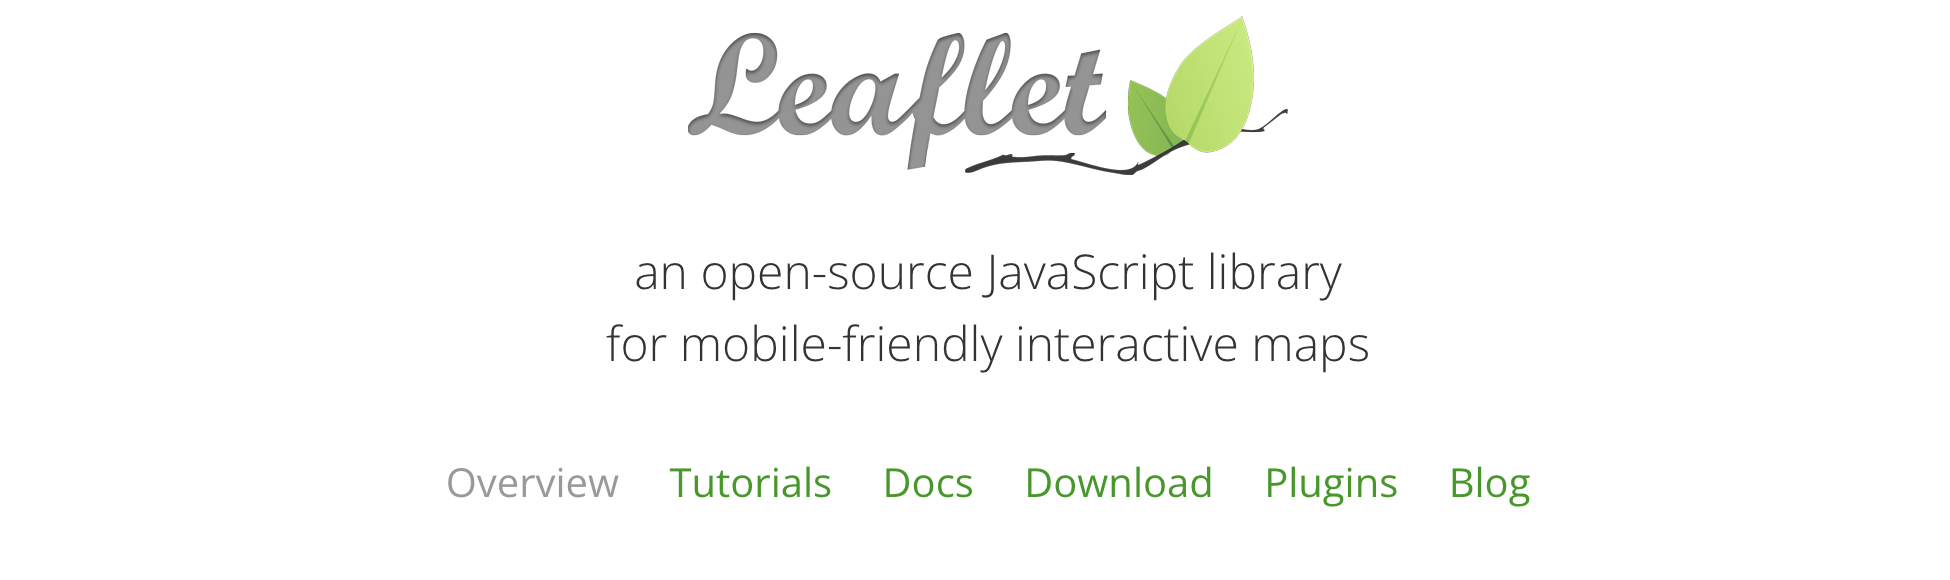 Leaflet
an open-source JavaScript library
for mobile-friendly interactive maps
Overview Tutorials Docs Download Plugins Blog